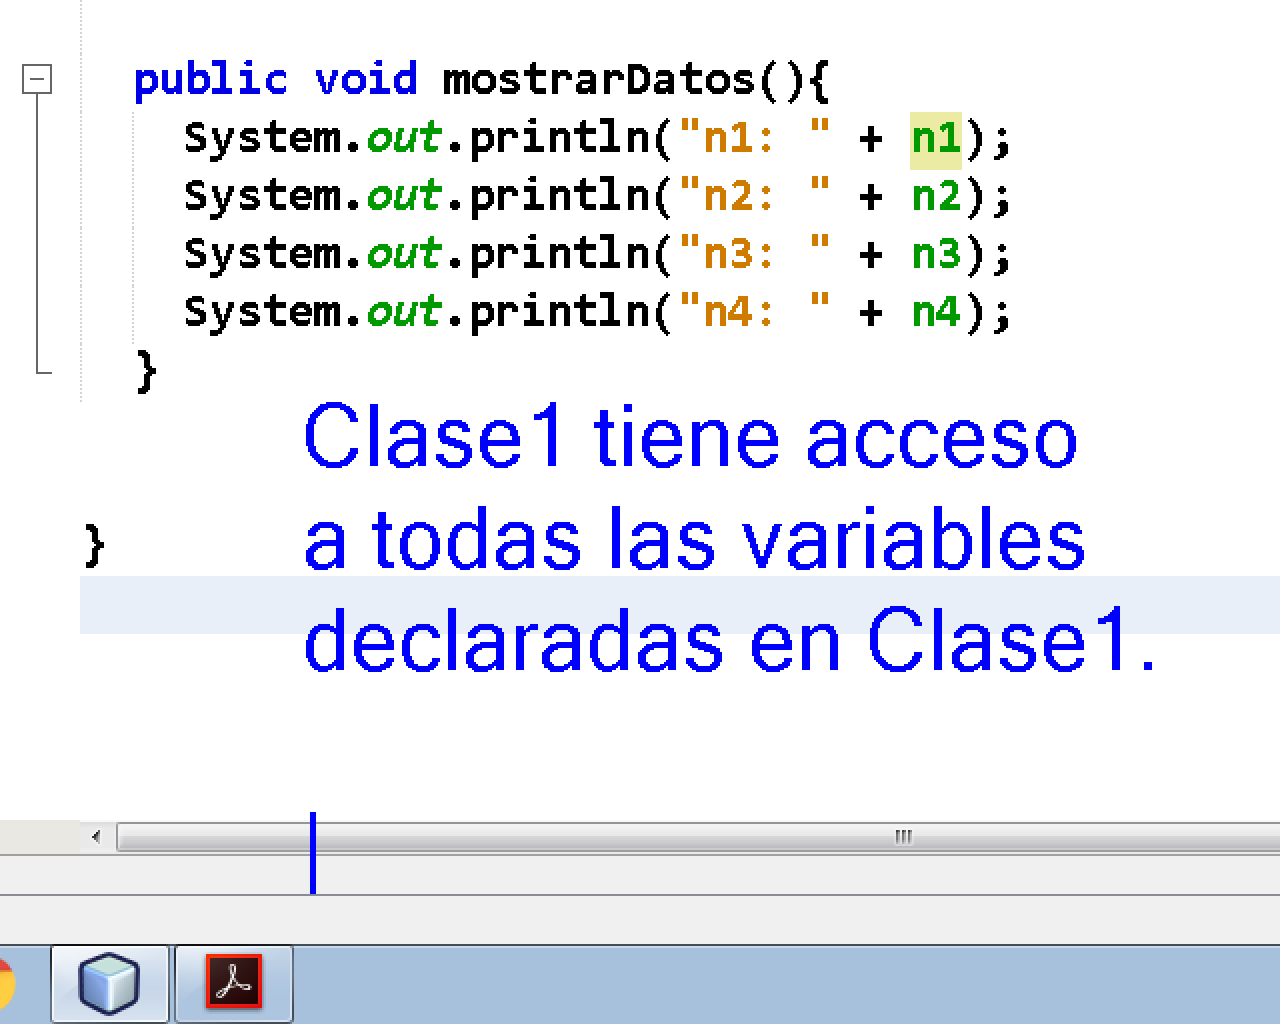 public void mostrarDatos(){
System.out.println("n1: " + n1);
System.out.println("n2: " + n2);
System.out.println("n3: " + n3);
System.out.println("n4: " + n4);
}
Clase1 tiene acceso
a todas las variables
}
declaradas en Clase1.